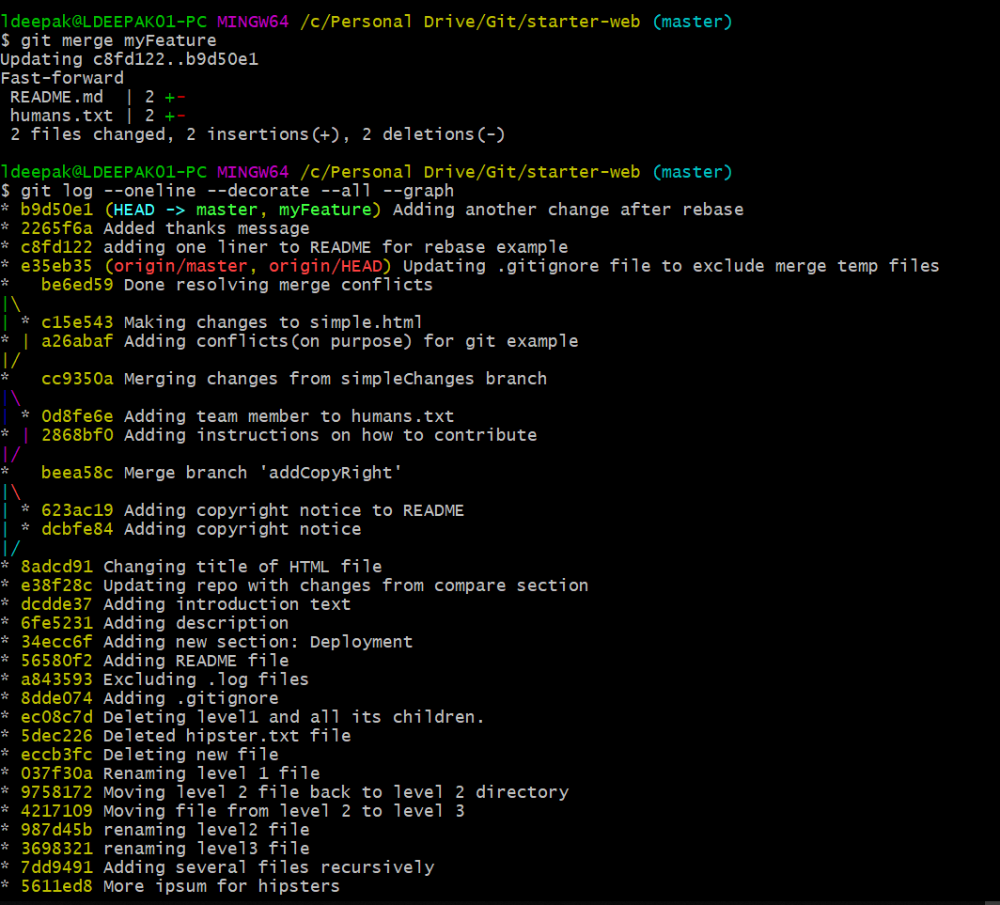 ldeepak@LDEEPAK01-PC MINGW64 /c/Personal Drive/Git/starter-web (master)
$ git merge myFeature
Updating c8fd122..b9d50e1
Fast-forward
 README.md  | 2 +-
 humans.txt | 2 +-
 2 files changed, 2 insertions(+), 2 deletions(-)

ldeepak@LDEEPAK01-PC MINGW64 /c/Personal Drive/Git/starter-web (master)
$ git log --oneline --decorate --all --graph
* b9d50e1 (HEAD -> master, myFeature) Adding another change after rebase
* 2265f6a Added thanks message
* c8fd122 adding one liner to README for rebase example
* e35eb35 (origin/master, origin/HEAD) Updating .gitignore file to exclude merge temp files
*   be6ed59 Done resolving merge conflicts
|\
| * c15e543 Making changes to simple.html
* | a26abaf Adding conflicts(on purpose) for git example
|/
*   cc9350a Merging changes from simpleChanges branch
|\
| * 0d8fe6e Adding team member to humans.txt
* | 2868bf0 Adding instructions on how to contribute
|/
*   beea58c Merge branch 'addCopyRight'
|\
| * 623ac19 Adding copyright notice to README
| * dcbfe84 Adding copyright notice
|/
* 8adcd91 Changing title of HTML file
* e38f28c Updating repo with changes from compare section
* dcdde37 Adding introduction text
* 6fe5231 Adding description
* 34ecc6f Adding new section: Deployment
* 56580f2 Adding README file
* a843593 Excluding .log files
* 8dde074 Adding .gitignore
* ec08c7d Deleting level1 and all its children.
* 5dec226 Deleted hipster.txt file
* eccb3fc Deleting new file
* 037f30a Renaming level 1 file
* 9758172 Moving level 2 file back to level 2 directory
* 4217109 Moving file from level 2 to level 3
* 987d45b renaming level2 file
* 3698321 renaming level3 file
* 7dd9491 Adding several files recursively
* 5611ed8 More ipsum for hipsters